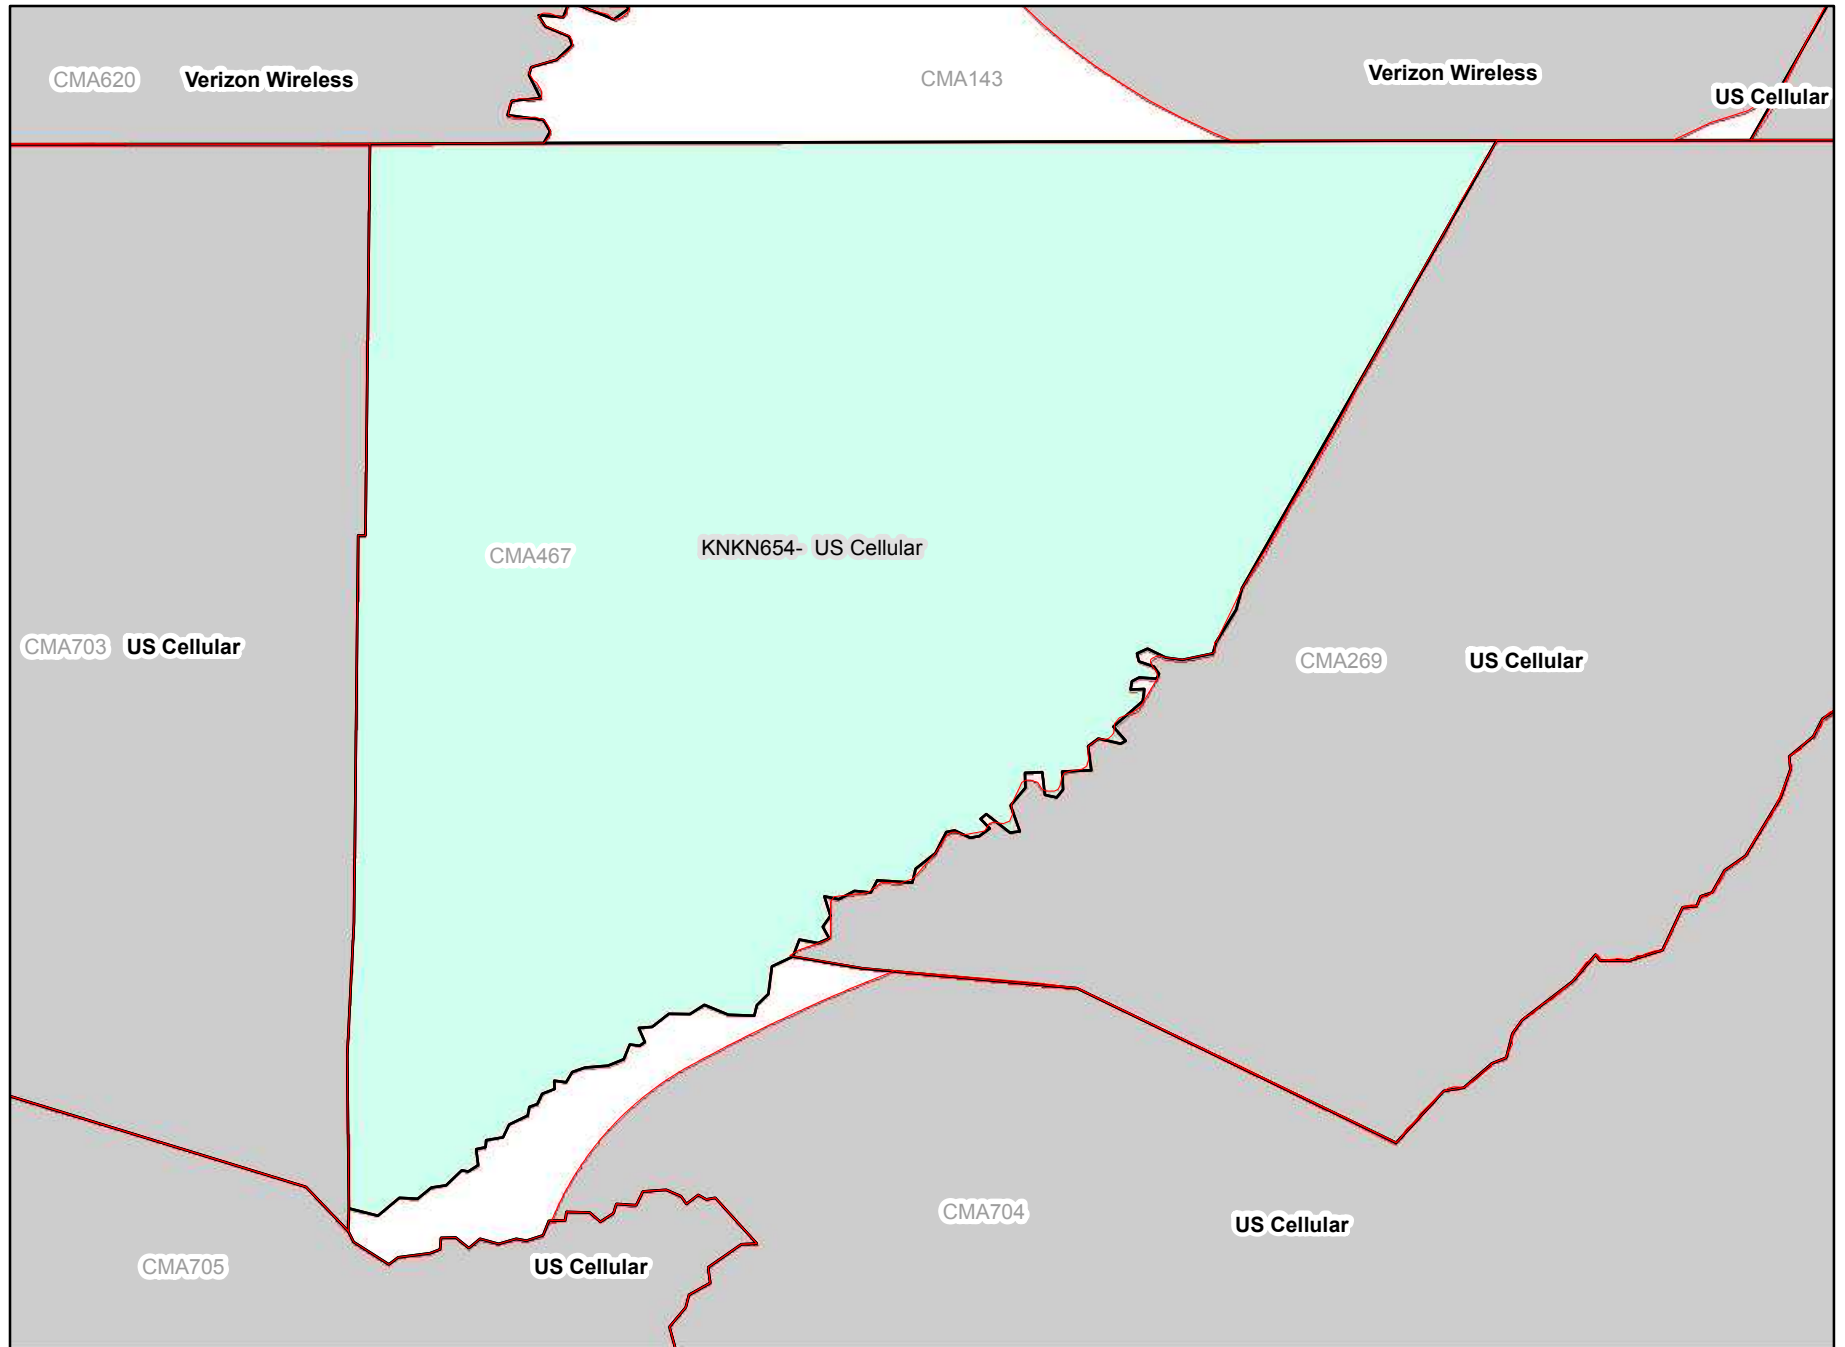 CMA620 Verizon Wireless
CMA143
Verizon Wireless
US Cellular
CMA467
KNKN654- US Cellular
CMA703 US Cellular
CMA269 US Cellular
CMA704
US Cellular
CMA705
US Cellular